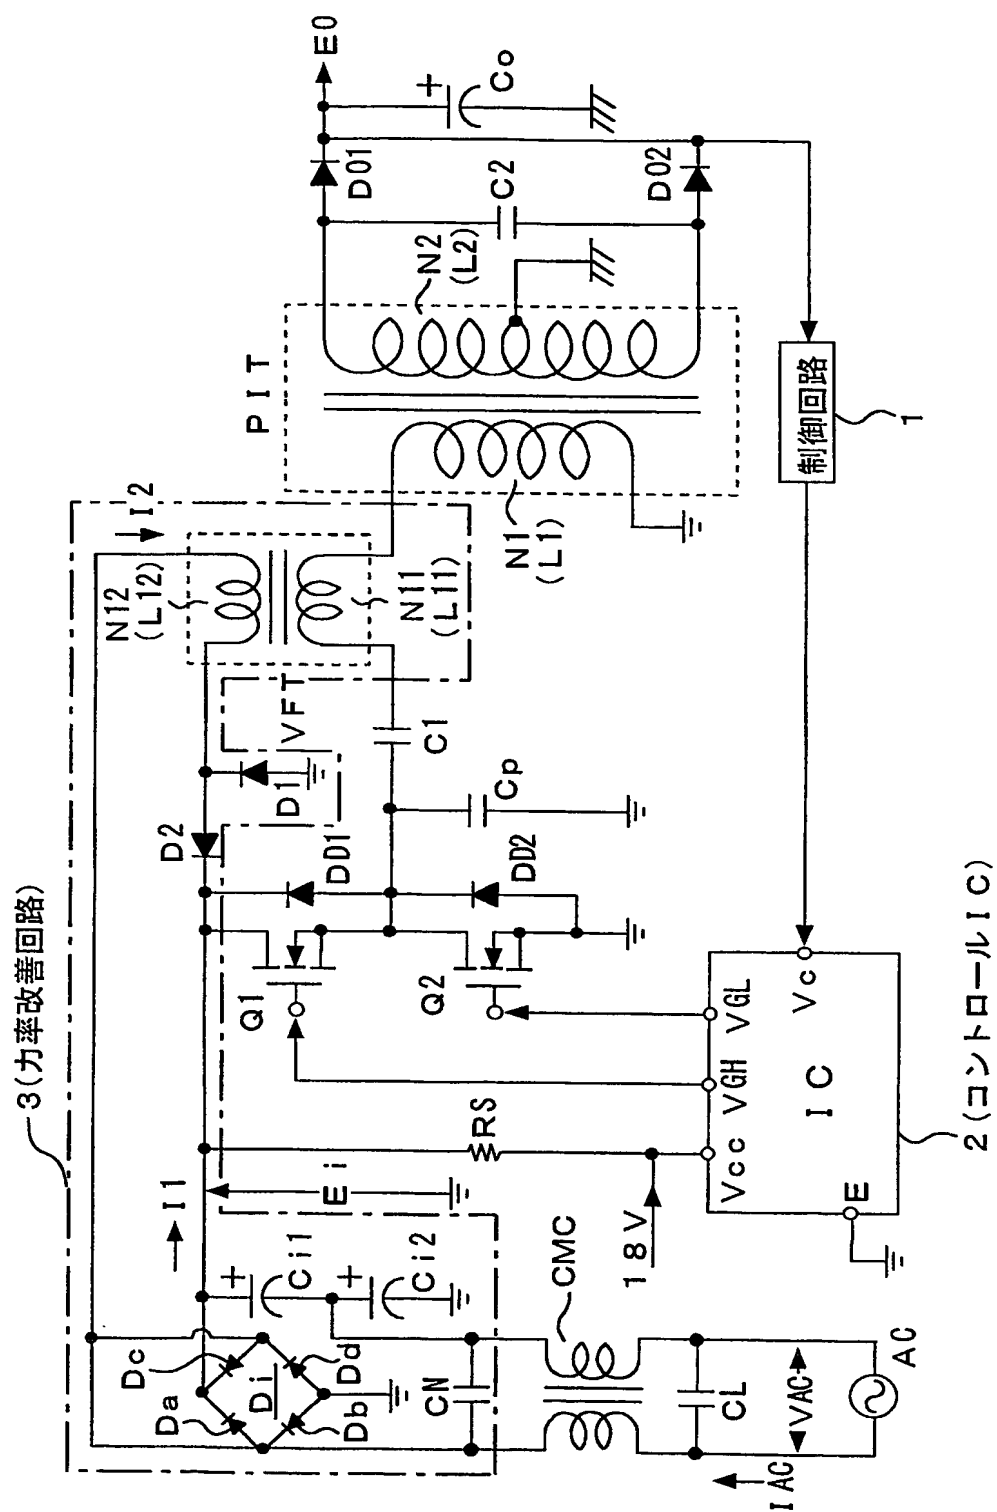 3(力率改善回路)
I1
I2
Dc
Da
Di
Dd
Db
Ci1
+
Ci2
+
CN
CMC
CL
VAC
AC
IAC
Ei
RS
18V
D2
D1
VFT
N12
(L12)
N11
(L11)
DD1
DD2
Q1
Q2
Cp
C1
PIT
N1
(L1)
N2
(L2)
C2
D01
D02
+
Co
E0
制御回路
1
Vcc
VGH
VGL
Vc
IC
E
2(コントロールIC)